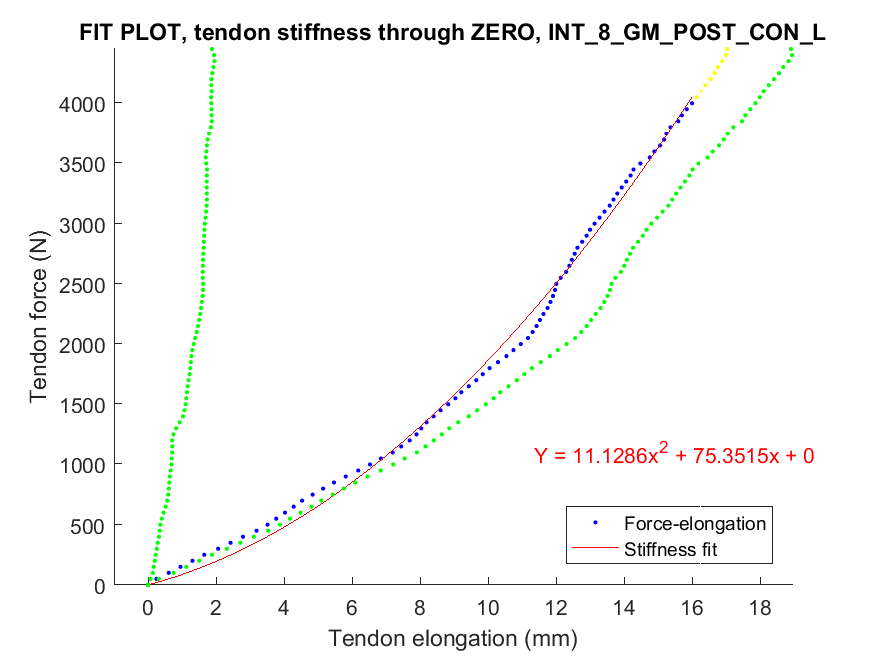 FIT PLOT, tendon stiffness through ZERO, INT_8_GM_POST_CON_L
Tendon force (N)
4000
3500
3000
2500
2000
1500
1000
500
0
Y = 11.1286x² + 75.3515x + 0
Force-elongation
Stiffness fit
0 2 4 6 8 10 12 14 16 18
Tendon elongation (mm)